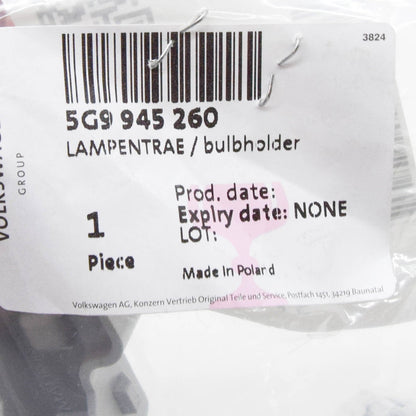 3824
VOLKSWAGEN
GROUP
5G9 945 260
LAMPENTRAE / bulbholder
Prod. date:
Expiry date: NONE
LOT:
1
Piece
Made In Polard
Volkswagen AG, Konzern Vertrieb Original Teile und Service, Postfach 1451, 34219 Baunatal